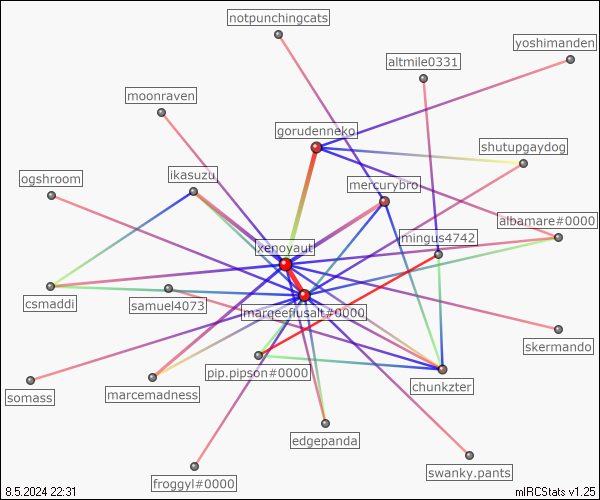 notpunchingcats
yoshimanden
altmile0331
moonraven
gorudenneko
shutupgaydog
ikasuzu
ogshroom
mercurybro
albamare#0000
mingus4742
xenoyaut
csmaddi
samuel4073
marqeefiusalt#0000
skermando
pip.pipson#0000
chunkzter
marcemadness
somass
edgepanda
swanky.pants
froggyl#0000
8.5.2024 22:31
mIRCStats v1.25